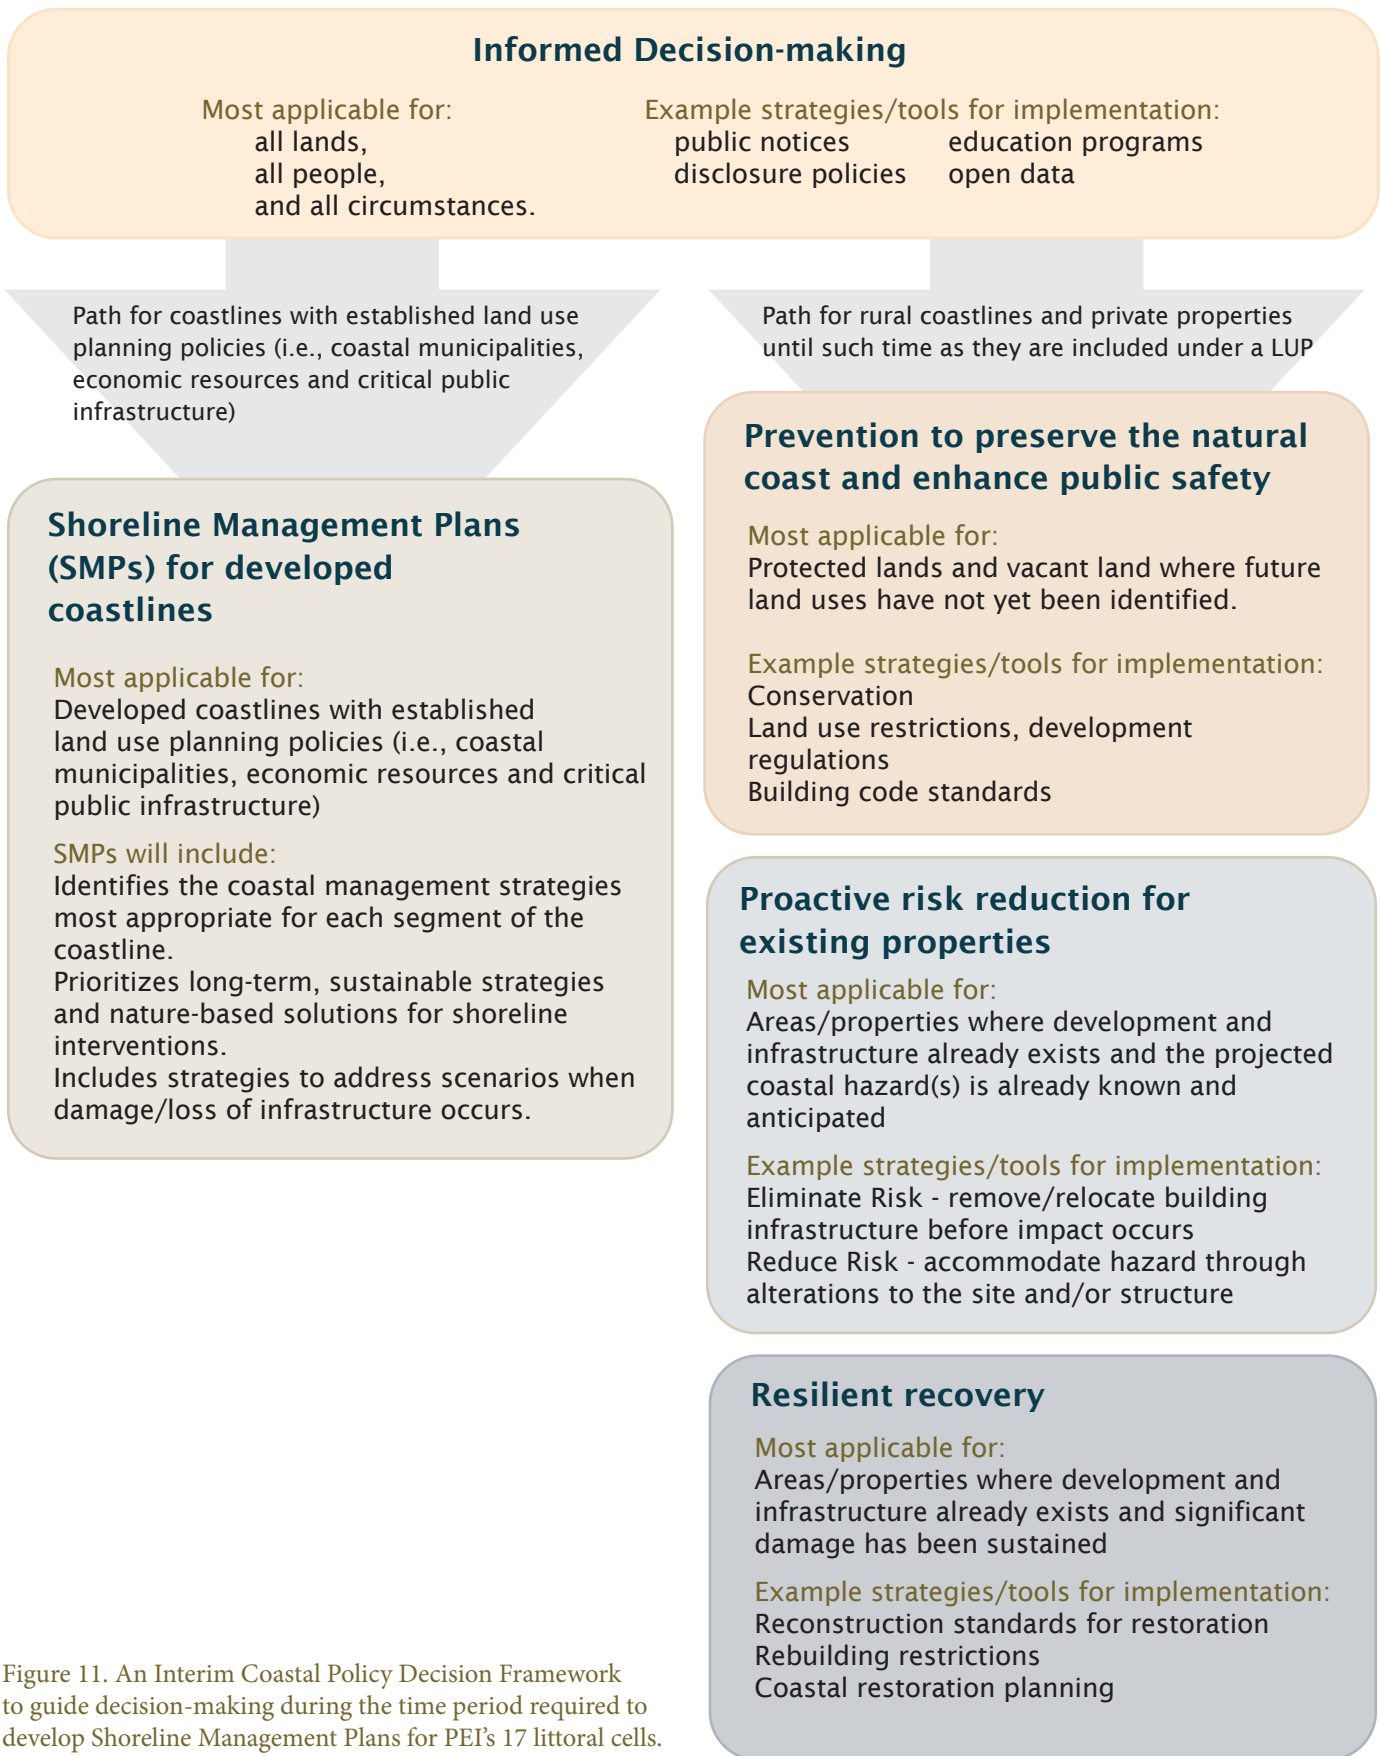 Informed Decision-making
Most applicable for:
all lands,
all people,
and all circumstances.
Example strategies/tools for implementation:
public notices education programs
disclosure policies open data
Path for coastlines with established land use
planning policies (i.e., coastal municipalities,
economic resources and critical public
infrastructure)
Shoreline Management Plans
(SMPs) for developed
coastlines
Most applicable for:
Developed coastlines with established
land use planning policies (i.e., coastal
municipalities, economic resources and critical
public infrastructure)
SMPs will include:
Identifies the coastal management strategies
most appropriate for each segment of the
coastline.
Prioritizes long-term, sustainable strategies
and nature-based solutions for shoreline
interventions.
Includes strategies to address scenarios when
damage/loss of infrastructure occurs.
Path for rural coastlines and private properties
until such time as they are included under a LUP
Prevention to preserve the natural
coast and enhance public safety
Most applicable for:
Protected lands and vacant land where future
land uses have not yet been identified.
Example strategies/tools for implementation:
Conservation
Land use restrictions, development
regulations
Building code standards
Proactive risk reduction for
existing properties
Most applicable for:
Areas/properties where development and
infrastructure already exists and the projected
coastal hazard(s) is already known and
anticipated
Example strategies/tools for implementation:
Eliminate Risk - remove/relocate building
infrastructure before impact occurs
Reduce Risk - accommodate hazard through
alterations to the site and/or structure
Resilient recovery
Most applicable for:
Areas/properties where development and
infrastructure already exists and significant
damage has been sustained
Example strategies/tools for implementation:
Reconstruction standards for restoration
Rebuilding restrictions
Coastal restoration planning
Figure 11. An Interim Coastal Policy Decision Framework
to guide decision-making during the time period required to
develop Shoreline Management Plans for PEI's 17 littoral cells.